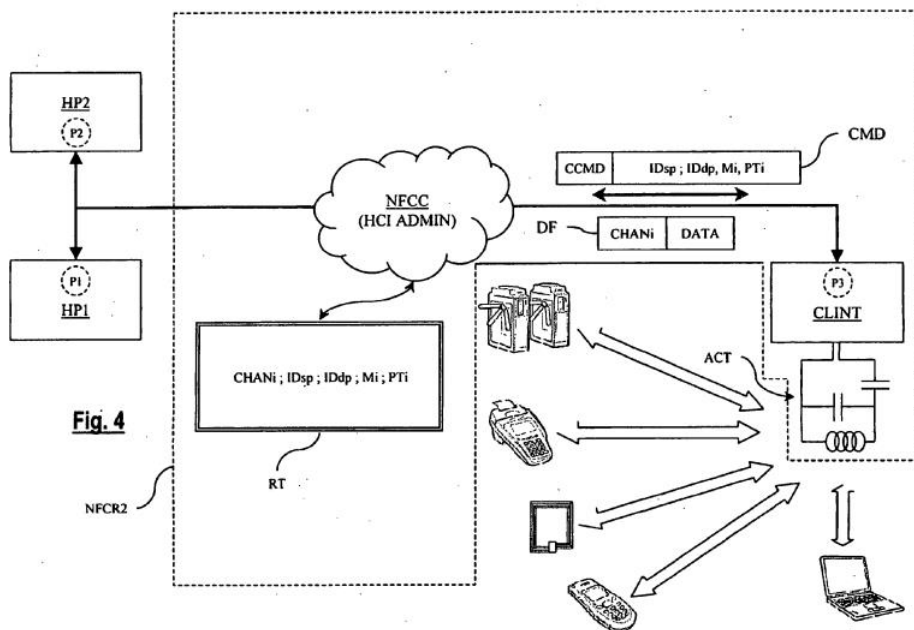 HP2
P2
P1
HP1
NFCC
(HCI ADMIN)
CCMD IDsp ; IDdp, Mi, PTi
CMD
DF
CHANi DATA
P3
CLINT
ACT
CHANi ; IDsp ; IDdp ; Mi ; PTi
RT
Fig. 4
NFCR2